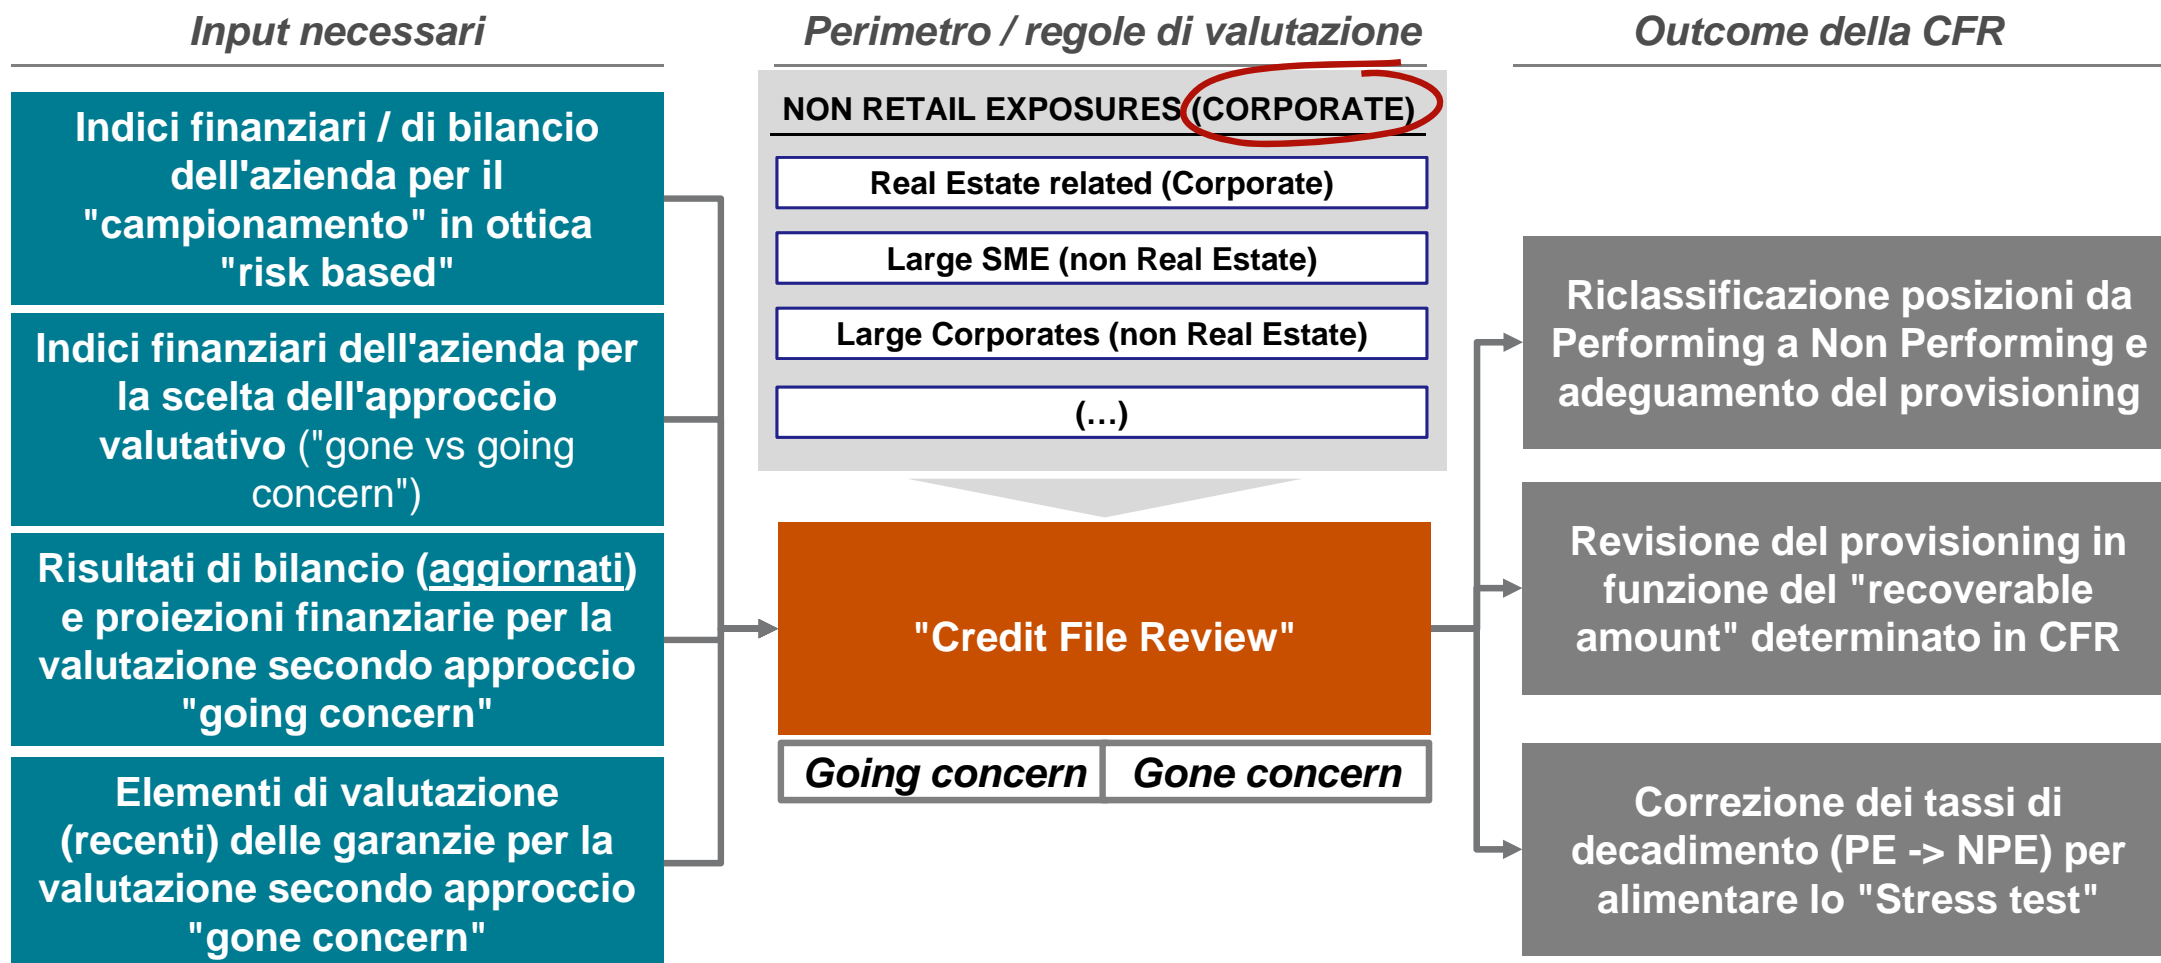 Input necessari
Indici finanziari / di bilancio
dell'azienda per il
"campionamento" in ottica
"risk based"
Indici finanziari dell'azienda per
la scelta dell'approccio
valutativo ("gone vs going
concern")
Risultati di bilancio (aggiornati)
e proiezioni finanziarie per la
valutazione secondo approccio
"going concern"
Elementi di valutazione
(recenti) delle garanzie per la
valutazione secondo approccio
"gone concern"
Perimetro / regole di valutazione
NON RETAIL EXPOSURES (CORPORATE)
Real Estate related (Corporate)
Large SME (non Real Estate)
Large Corporates (non Real Estate)
(…)
"Credit File Review"
Going concern
Gone concern
Outcome della CFR
Riclassificazione posizioni da
Performing a Non Performing e
adeguamento del provisioning
Revisione del provisioning in
funzione del "recoverable
amount" determinato in CFR
Correzione dei tassi di
decadimento (PE -> NPE) per
alimentare lo "Stress test"